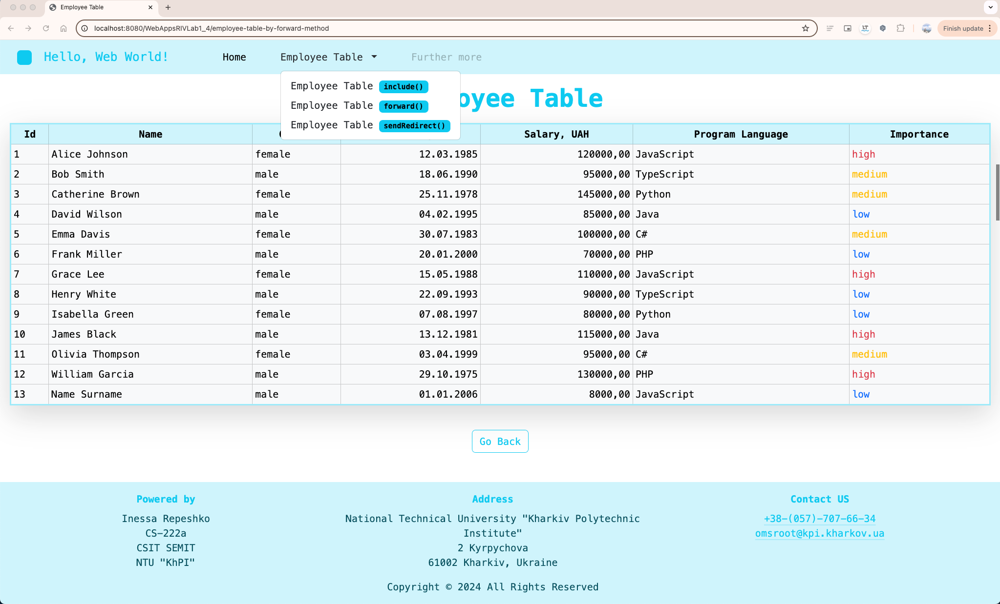 Employee Table
localhost:8080/WebAppsRIVLab1_4/employee-table-by-forward-method
Finish update
Hello, Web World!
Home
Employee Table
Further more
Employee Table include()
Employee Table forward()
Employee Table sendRedirect()
oyee Table
Id Name Salary, UAH Program Language Importance
1 Alice Johnson female 12.03.1985 120000,00 JavaScript high
2 Bob Smith male 18.06.1990 95000,00 TypeScript medium
3 Catherine Brown female 25.11.1978 145000,00 Python medium
4 David Wilson male 04.02.1995 85000,00 Java low
5 Emma Davis female 30.07.1983 100000,00 C# medium
6 Frank Miller male 20.01.2000 70000,00 PHP low
7 Grace Lee female 15.05.1988 110000,00 JavaScript high
8 Henry White male 22.09.1993 90000,00 TypeScript low
9 Isabella Green female 07.08.1997 80000,00 Python low
10 James Black male 13.12.1981 115000,00 Java high
11 Olivia Thompson female 03.04.1999 95000,00 C# medium
12 William Garcia male 29.10.1975 130000,00 PHP high
13 Name Surname male 01.01.2006 8000,00 JavaScript low
Go Back
Powered by
Inessa Repeshko
CS-222a
CSIT SEMIT
NTU "KhPI"
Address
National Technical University "Kharkiv Polytechnic
Institute"
2 Kyrpychova
61002 Kharkiv, Ukraine
Contact US
+38-(057)-707-66-34
omsroot@kpi.kharkov.ua
Copyright © 2024 All Rights Reserved